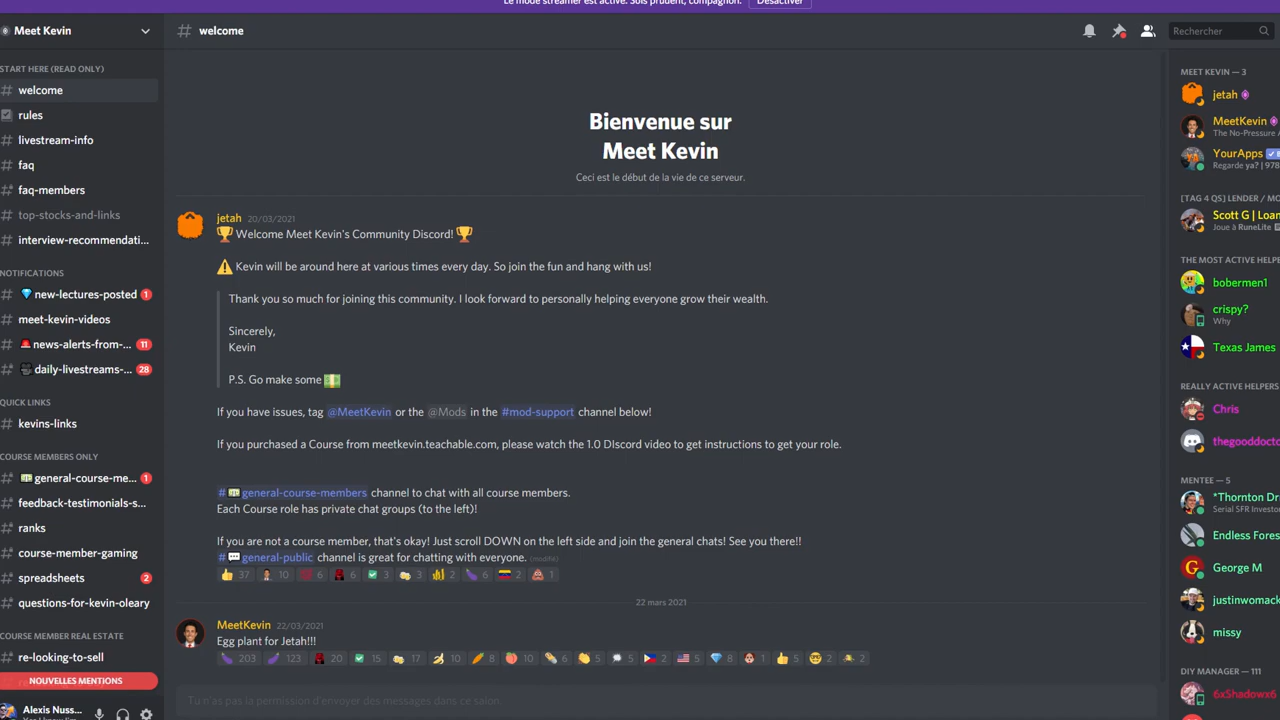 Le mode streamer est activé. Sois prudent, compagnon. Désactiver
Meet Kevin
# welcome
Rechercher
START HERE (READ ONLY)
# welcome
rules
# livestream-info
# faq
# faq-members
# top-stocks-and-links
# interview-recommendati...
NOTIFICATIONS
# new-lectures-posted 1
# meet-kevin-videos
# news-alerts-from-... 11
# daily-livestreams-... 28
QUICK LINKS
# kevins-links
COURSE MEMBERS ONLY
# general-course-me... 1
# feedback-testimonials-s...
# ranks
# course-member-gaming
# spreadsheets 2
# questions-for-kevin-oleary
COURSE MEMBER REAL ESTATE
# re-looking-to-sell
NOUVELLES MENTIONS
Alexis Nuss...
Bienvenue sur
Meet Kevin
Ceci est le début de la vie de ce serveur.
jetah 20/03/2021
Welcome Meet Kevin's Community Discord!
Kevin will be around here at various times every day. So join the fun and hang with us!
Thank you so much for joining this community. I look forward to personally helping everyone grow their wealth.
Sincerely,
Kevin
P.S. Go make some
If you have issues, tag @MeetKevin or the @Mods in the #mod-support channel below!
If you purchased a Course from meetkevin.teachable.com, please watch the 1.0 DIscord video to get instructions to get your role.
# general-course-members channel to chat with all course members.
Each Course role has private chat groups (to the left)!
If you are not a course member, that's okay! Just scroll DOWN on the left side and join the general chats! See you there!!
# general-public channel is great for chatting with everyone. (modifié)
37 10 6 6 3 3 2 6 2 1
22 mars 2021
MeetKevin 22/03/2021
Egg plant for Jetah!!!
203 123 20 15 17 10 8 10 6 5 5 5 5 8 1 5 2 2
Tu n'as pas la permission d'envoyer des messages dans ce salon.
MEET KEVIN — 3
jetah
MeetKevin
The No-Pressure A
YourApps
Regarde ya? | 978
[TAG 4 QS] LENDER / MO
Scott G | Loan
Joue à RuneLite
THE MOST ACTIVE HELPE
bobermen1
crispy?
Why
Texas James
REALLY ACTIVE HELPERS
Chris
thegooddocto
MENTEE — 5
*Thornton Dr
Serial SFR Investor
Endless Fores
George M
justinwomack
missy
DIY MANAGER — 111
6xShadowx6